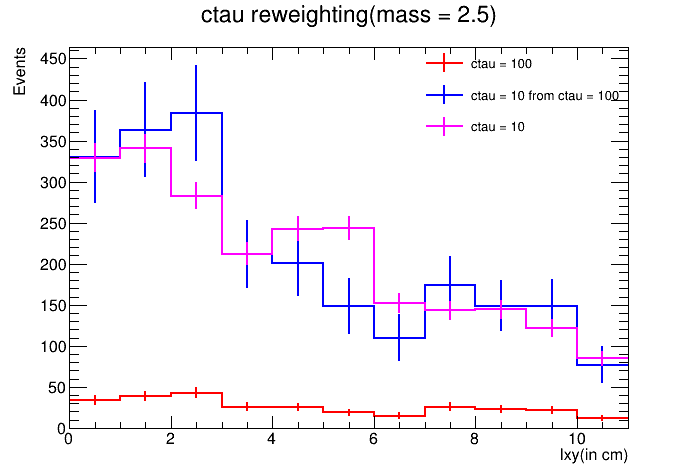 ctau reweighting(mass = 2.5)
Events
450
400
350
300
250
200
150
100
50
0
ctau = 100
ctau = 10 from ctau = 100
ctau = 10
0 2 4 6 8 10
lxy(in cm)